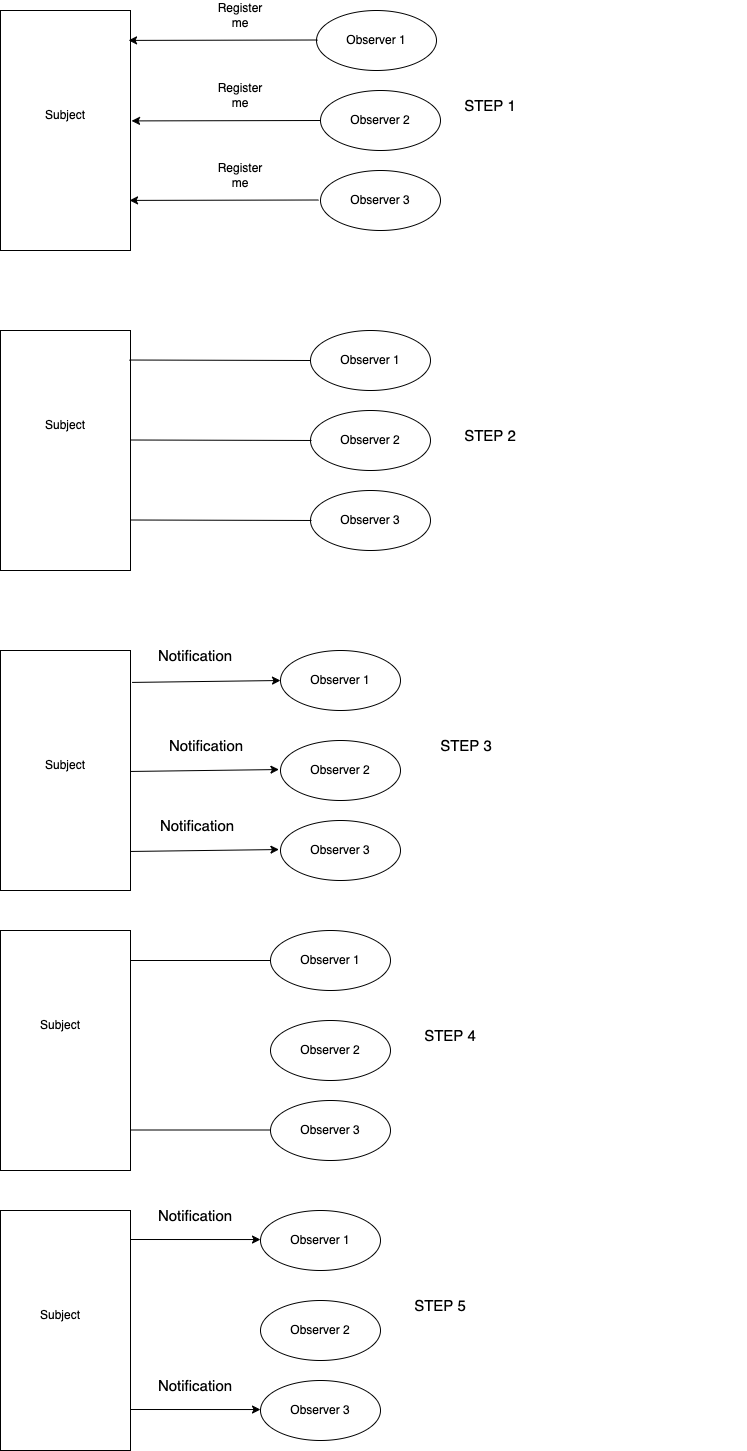 Register
me
Observer 1
Register
me
Subject
Observer 2
STEP 1
Register
me
Observer 3
Observer 1
Subject
Observer 2
STEP 2
Observer 3
Notification
Observer 1
Notification
STEP 3
Subject
Observer 2
Notification
Observer 3
Observer 1
Subject
STEP 4
Observer 2
Observer 3
Notification
Observer 1
STEP 5
Subject
Observer 2
Notification
Observer 3